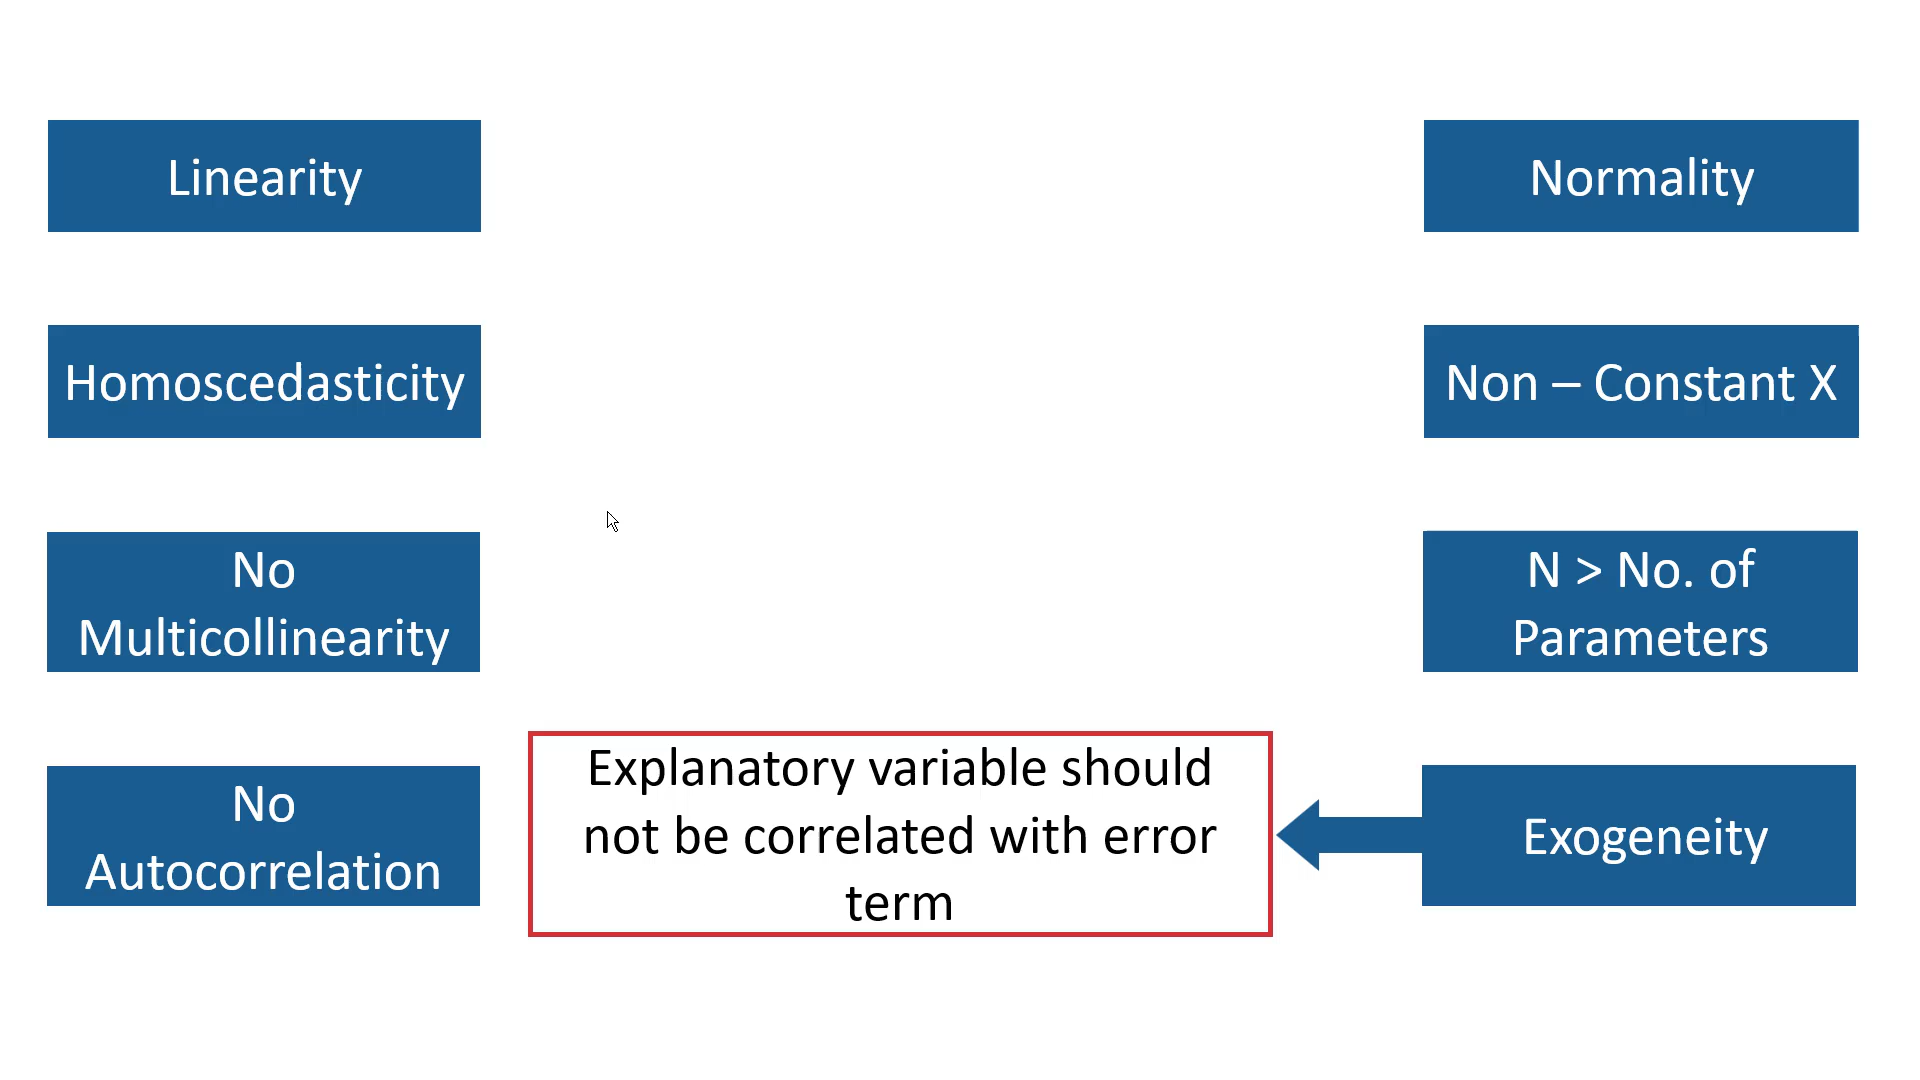 Linearity
Normality
Homoscedasticity
Non – Constant X
No
Multicollinearity
N > No. of
Parameters
No
Autocorrelation
Explanatory variable should
not be correlated with error
term
Exogeneity